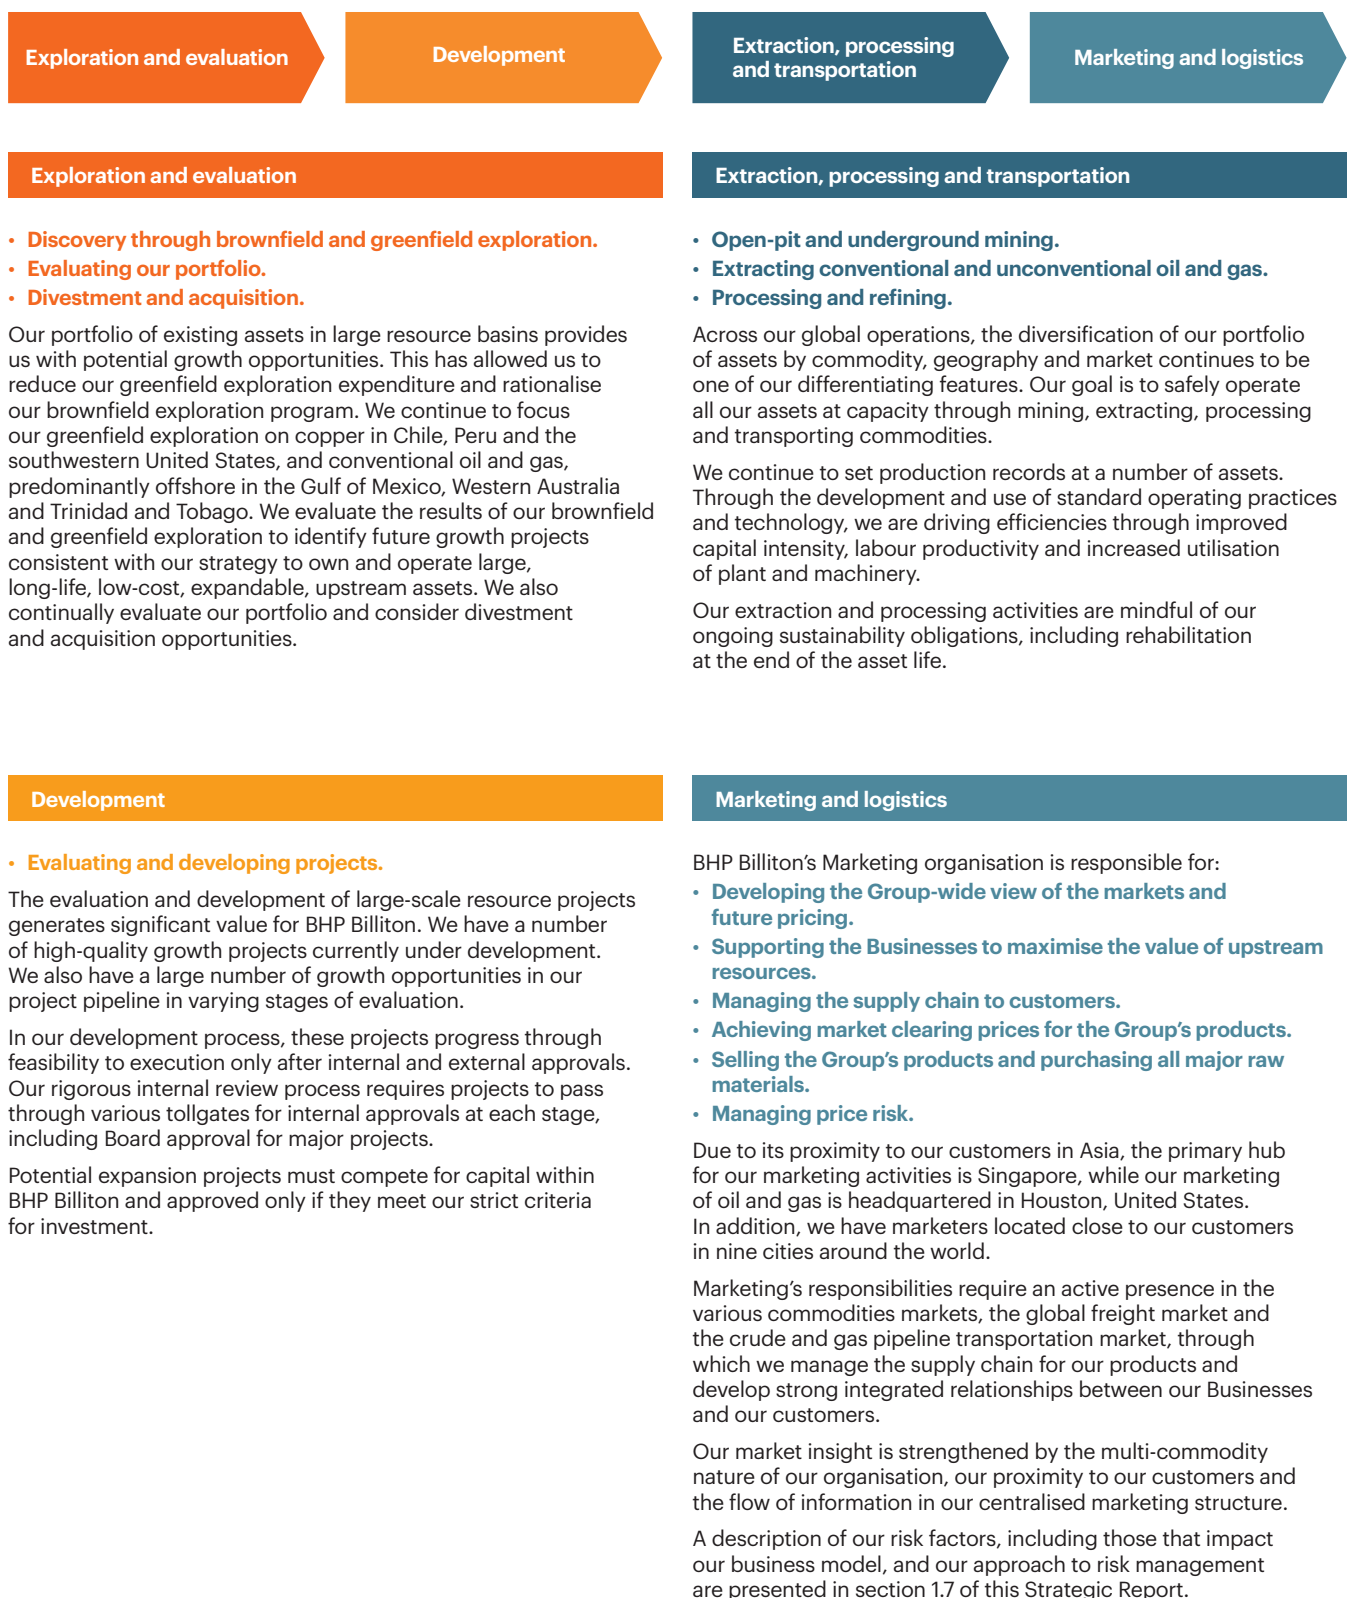 Exploration and evaluation
Development
Extraction, processing
and transportation
Marketing and logistics
Exploration and evaluation
• Discovery through brownfield and greenfield exploration.
• Evaluating our portfolio.
• Divestment and acquisition.
Our portfolio of existing assets in large resource basins provides
us with potential growth opportunities. This has allowed us to
reduce our greenfield exploration expenditure and rationalise
our brownfield exploration program. We continue to focus
our greenfield exploration on copper in Chile, Peru and the
southwestern United States, and conventional oil and gas,
predominantly offshore in the Gulf of Mexico, Western Australia
and Trinidad and Tobago. We evaluate the results of our brownfield
and greenfield exploration to identify future growth projects
consistent with our strategy to own and operate large,
long-life, low-cost, expandable, upstream assets. We also
continually evaluate our portfolio and consider divestment
and acquisition opportunities.
Development
• Evaluating and developing projects.
The evaluation and development of large-scale resource projects
generates significant value for BHP Billiton. We have a number
of high-quality growth projects currently under development.
We also have a large number of growth opportunities in our
project pipeline in varying stages of evaluation.
In our development process, these projects progress through
feasibility to execution only after internal and external approvals.
Our rigorous internal review process requires projects to pass
through various tollgates for internal approvals at each stage,
including Board approval for major projects.
Potential expansion projects must compete for capital within
BHP Billiton and approved only if they meet our strict criteria
for investment.
Extraction, processing and transportation
• Open-pit and underground mining.
• Extracting conventional and unconventional oil and gas.
• Processing and refining.
Across our global operations, the diversification of our portfolio
of assets by commodity, geography and market continues to be
one of our differentiating features. Our goal is to safely operate
all our assets at capacity through mining, extracting, processing
and transporting commodities.
We continue to set production records at a number of assets.
Through the development and use of standard operating practices
and technology, we are driving efficiencies through improved
capital intensity, labour productivity and increased utilisation
of plant and machinery.
Our extraction and processing activities are mindful of our
ongoing sustainability obligations, including rehabilitation
at the end of the asset life.
Marketing and logistics
BHP Billiton’s Marketing organisation is responsible for:
• Developing the Group-wide view of the markets and
future pricing.
• Supporting the Businesses to maximise the value of upstream
resources.
• Managing the supply chain to customers.
• Achieving market clearing prices for the Group’s products.
• Selling the Group’s products and purchasing all major raw
materials.
• Managing price risk.
Due to its proximity to our customers in Asia, the primary hub
for our marketing activities is Singapore, while our marketing
of oil and gas is headquartered in Houston, United States.
In addition, we have marketers located close to our customers
in nine cities around the world.
Marketing’s responsibilities require an active presence in the
various commodities markets, the global freight market and
the crude and gas pipeline transportation market, through
which we manage the supply chain for our products and
develop strong integrated relationships between our Businesses
and our customers.
Our market insight is strengthened by the multi-commodity
nature of our organisation, our proximity to our customers and
the flow of information in our centralised marketing structure.
A description of our risk factors, including those that impact
our business model, and our approach to risk management
are presented in section 1.7 of this Strategic Report.